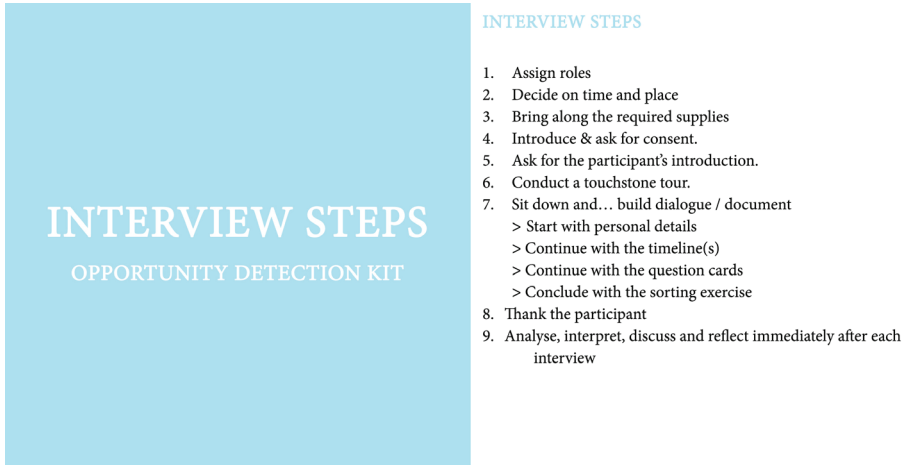 INTERVIEW STEPS
OPPORTUNITY DETECTION KIT
INTERVIEW STEPS
1. Assign roles
2. Decide on time and place
3. Bring along the required supplies
4. Introduce & ask for consent.
5. Ask for the participant's introduction.
6. Conduct a touchstone tour.
7. Sit down and… build dialogue / document
> Start with personal details
> Continue with the timeline(s)
> Continue with the question cards
> Conclude with the sorting exercise
8. Thank the participant
9. Analyse, interpret, discuss and reflect immediately after each
interview